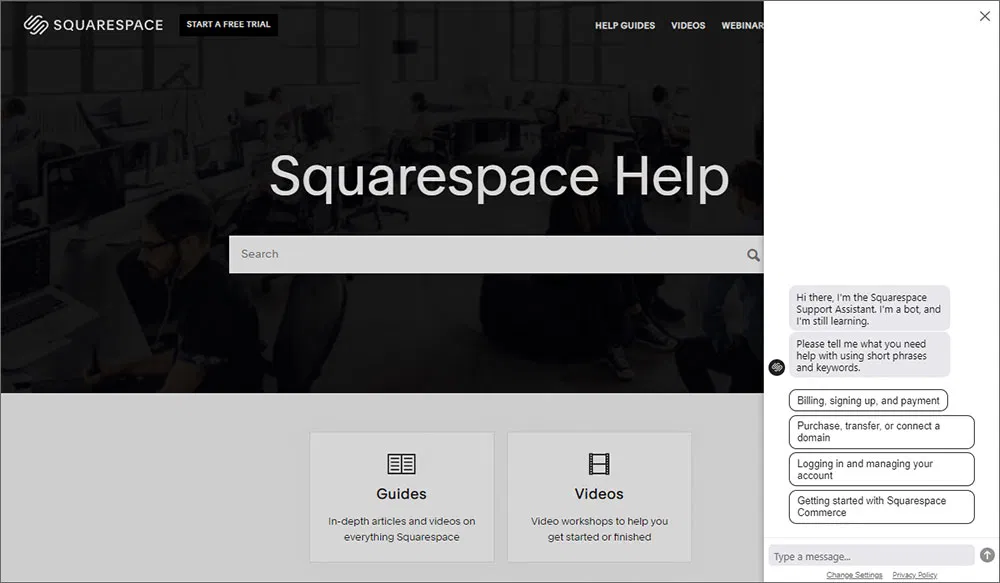 SQUARESPACE
START A FREE TRIAL
HELP GUIDES
VIDEOS
WEBINAR
Squarespace Help
Search
Guides
In-depth articles and videos on
everything Squarespace
Videos
Video workshops to help you
get started or finished
Hi there, I'm the Squarespace
Support Assistant. I'm a bot, and
I'm still learning.
Please tell me what you need
help with using short phrases
and keywords.
Billing, signing up, and payment
Purchase, transfer, or connect a
domain
Logging in and managing your
account
Getting started with Squarespace
Commerce
Type a message...
Change Settings
Privacy Policy